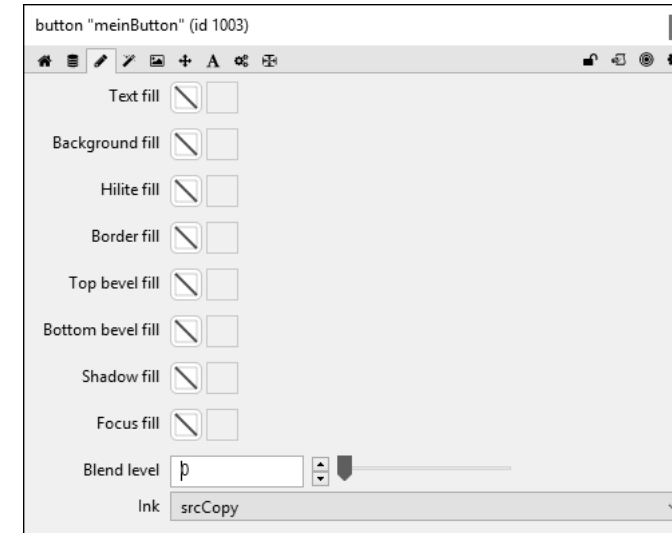 button "meinButton" (id 1003)
Text fill
Background fill
Hilite fill
Border fill
Top bevel fill
Bottom bevel fill
Shadow fill
Focus fill
Blend level 0
Ink srcCopy